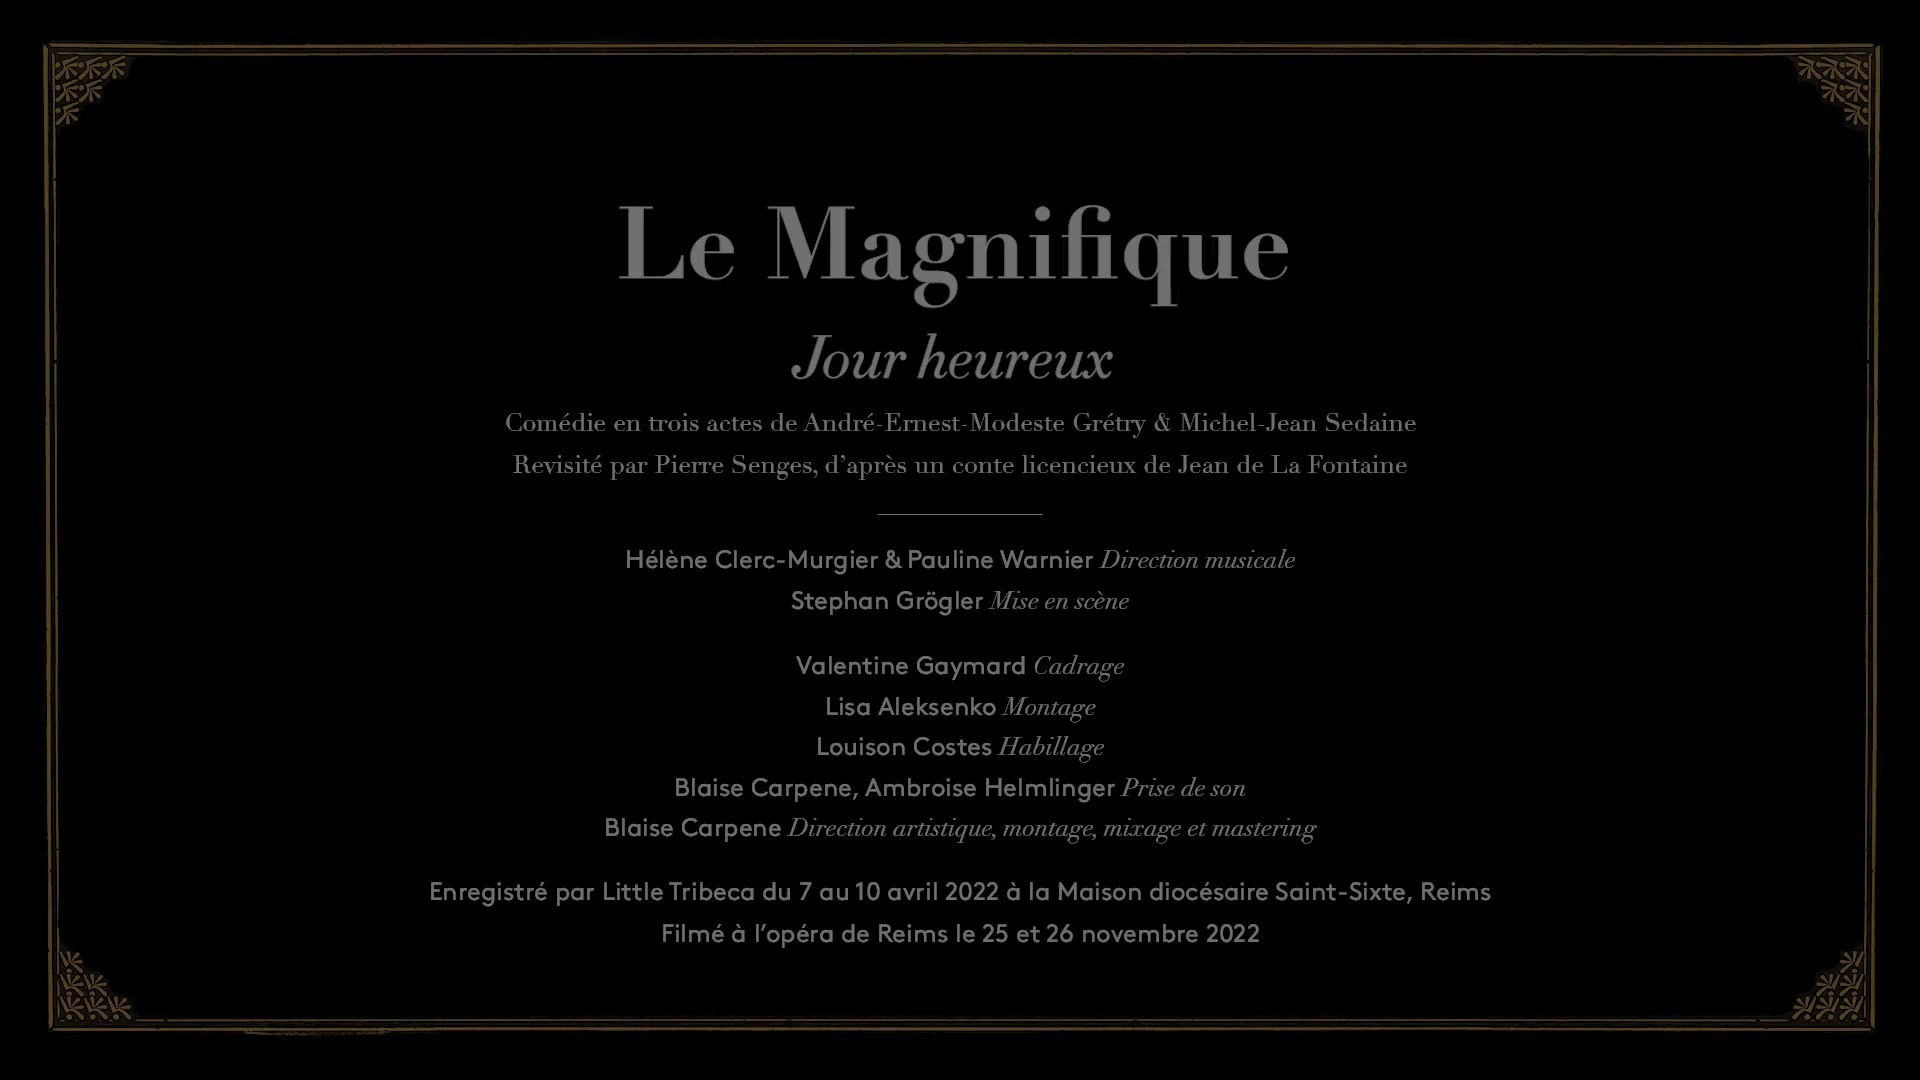 Le Magnifique
Jour heureux
Comédie en trois actes de André-Ernest-Modeste Grétry & Michel-Jean Sedaine
Revisité par Pierre Senges, d’après un conte licencieux de Jean de La Fontaine
Hélène Clerc-Murgier & Pauline Warnier Direction musicale
Stephan Grögler Mise en scène
Valentine Gaymard Cadrage
Lisa Aleksenko Montage
Louison Costes Habillage
Blaise Carpene, Ambroise Helmlinger Prise de son
Blaise Carpene Direction artistique, montage, mixage et mastering
Enregistré par Little Tribeca du 7 au 10 avril 2022 à la Maison diocésaire Saint-Sixte, Reims
Filmé à l’opéra de Reims le 25 et 26 novembre 2022